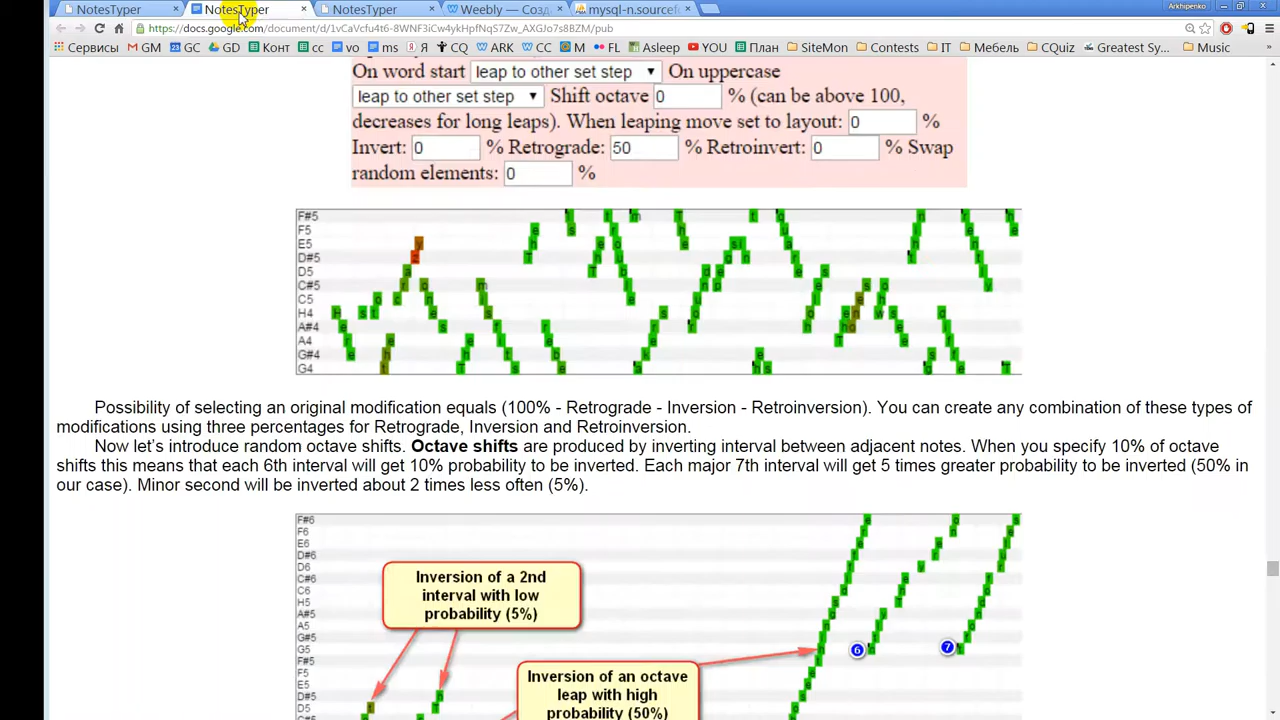 NotesTyper × NotesTyper × NotesTyper × Weebly — Созд × mysql-n.sourcef × Arkhipenko
https://docs.google.com/document/d/1vCaVcfu4t6-8WNF3iCw4ykHpfNqS7Zw_AXGJo7s8BZM/pub
Сервисы GM GC GD Конт cc vo ms Я CQ ARK CC M FL Asleep YOU План SiteMon Contests IT Мебель CQuiz Greatest Sy... Music
On word start leap to other set step On uppercase
leap to other set step Shift octave 0 % (can be above 100,
decreases for long leaps). When leaping move set to layout: 0 %
Invert: 0 % Retrograde: 50 % Retroinvert: 0 % Swap
random elements: 0 %
F#5
F5
E5
D#5
D5
C#5
C5
H4
A#4
A4
G#4
G4
Possibility of selecting an original modification equals (100% - Retrograde - Inversion - Retroinversion). You can create any combination of these types of
modifications using three percentages for Retrograde, Inversion and Retroinversion.
Now let's introduce random octave shifts. Octave shifts are produced by inverting interval between adjacent notes. When you specify 10% of octave
shifts this means that each 6th interval will get 10% probability to be inverted. Each major 7th interval will get 5 times greater probability to be inverted (50% in
our case). Minor second will be inverted about 2 times less often (5%).
F#6
F6
E6
D#6
D6
C#6
C6
H5
A#5
A5
G#5
G5
F#5
F5
E5
D#5
D5
Inversion of a 2nd
interval with low
probability (5%)
Inversion of an octave
leap with high
probability (50%)
6
7